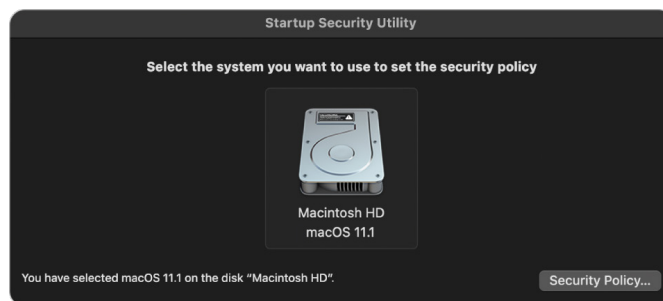 Startup Security Utility
Select the system you want to use to set the security policy
Macintosh HD
macOS 11.1
You have selected macOS 11.1 on the disk “Macintosh HD”.
Security Policy...